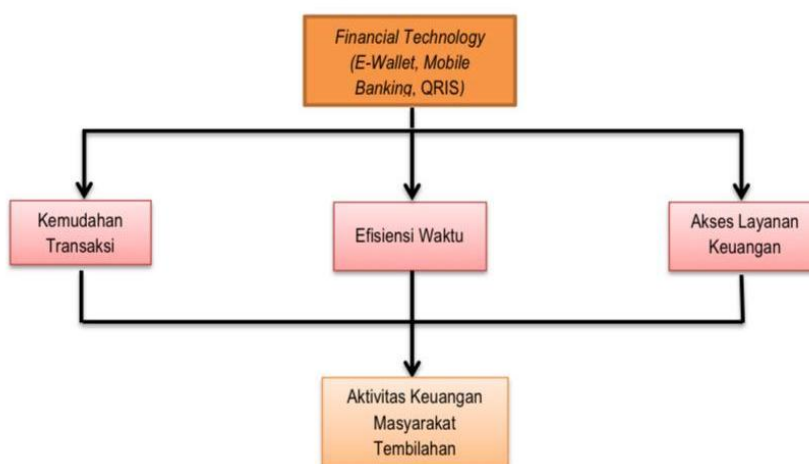 Financial Technology
(E-Wallet, Mobile
Banking, QRIS)
Kemudahan
Transaksi
Efisiensi Waktu
Akses Layanan
Keuangan
Aktivitas Keuangan
Masyarakat
Tembilahan